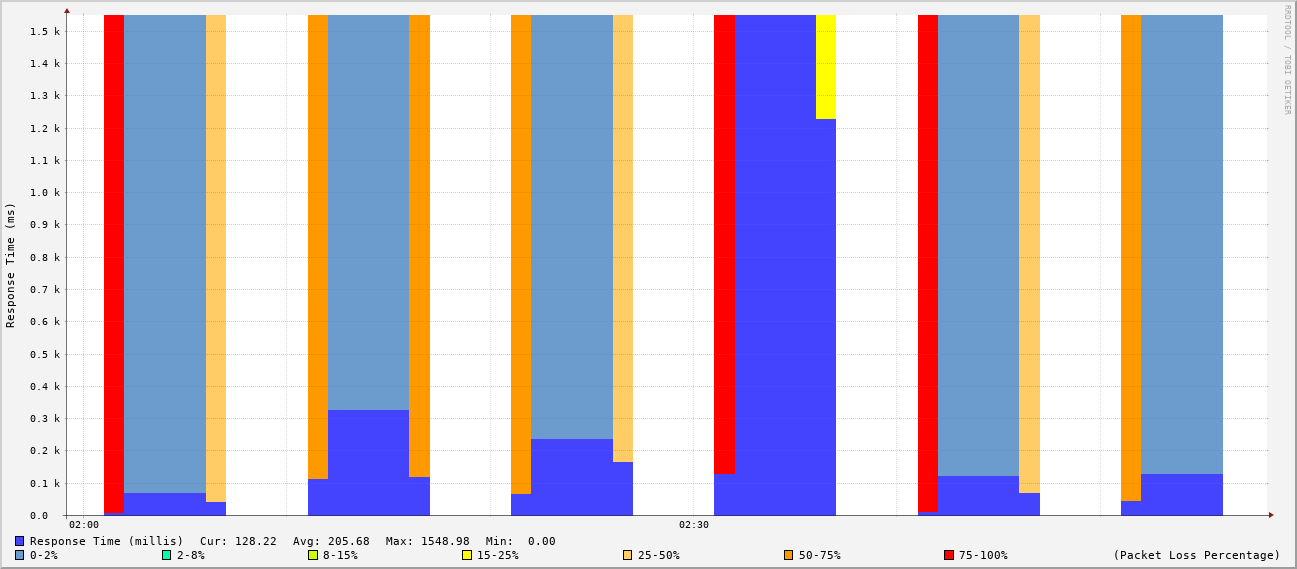 RRDTOOL / TOBI OETIKER
Response Time (ms)
1.5 k
1.4 k
1.3 k
1.2 k
1.1 k
1.0 k
0.9 k
0.8 k
0.7 k
0.6 k
0.5 k
0.4 k
0.3 k
0.2 k
0.1 k
0.0
02:00 02:30
Response Time (millis) Cur: 128.22 Avg: 205.68 Max: 1548.98 Min: 0.00
0-2% 2-8% 8-15% 15-25% 25-50% 50-75% 75-100% (Packet Loss Percentage)